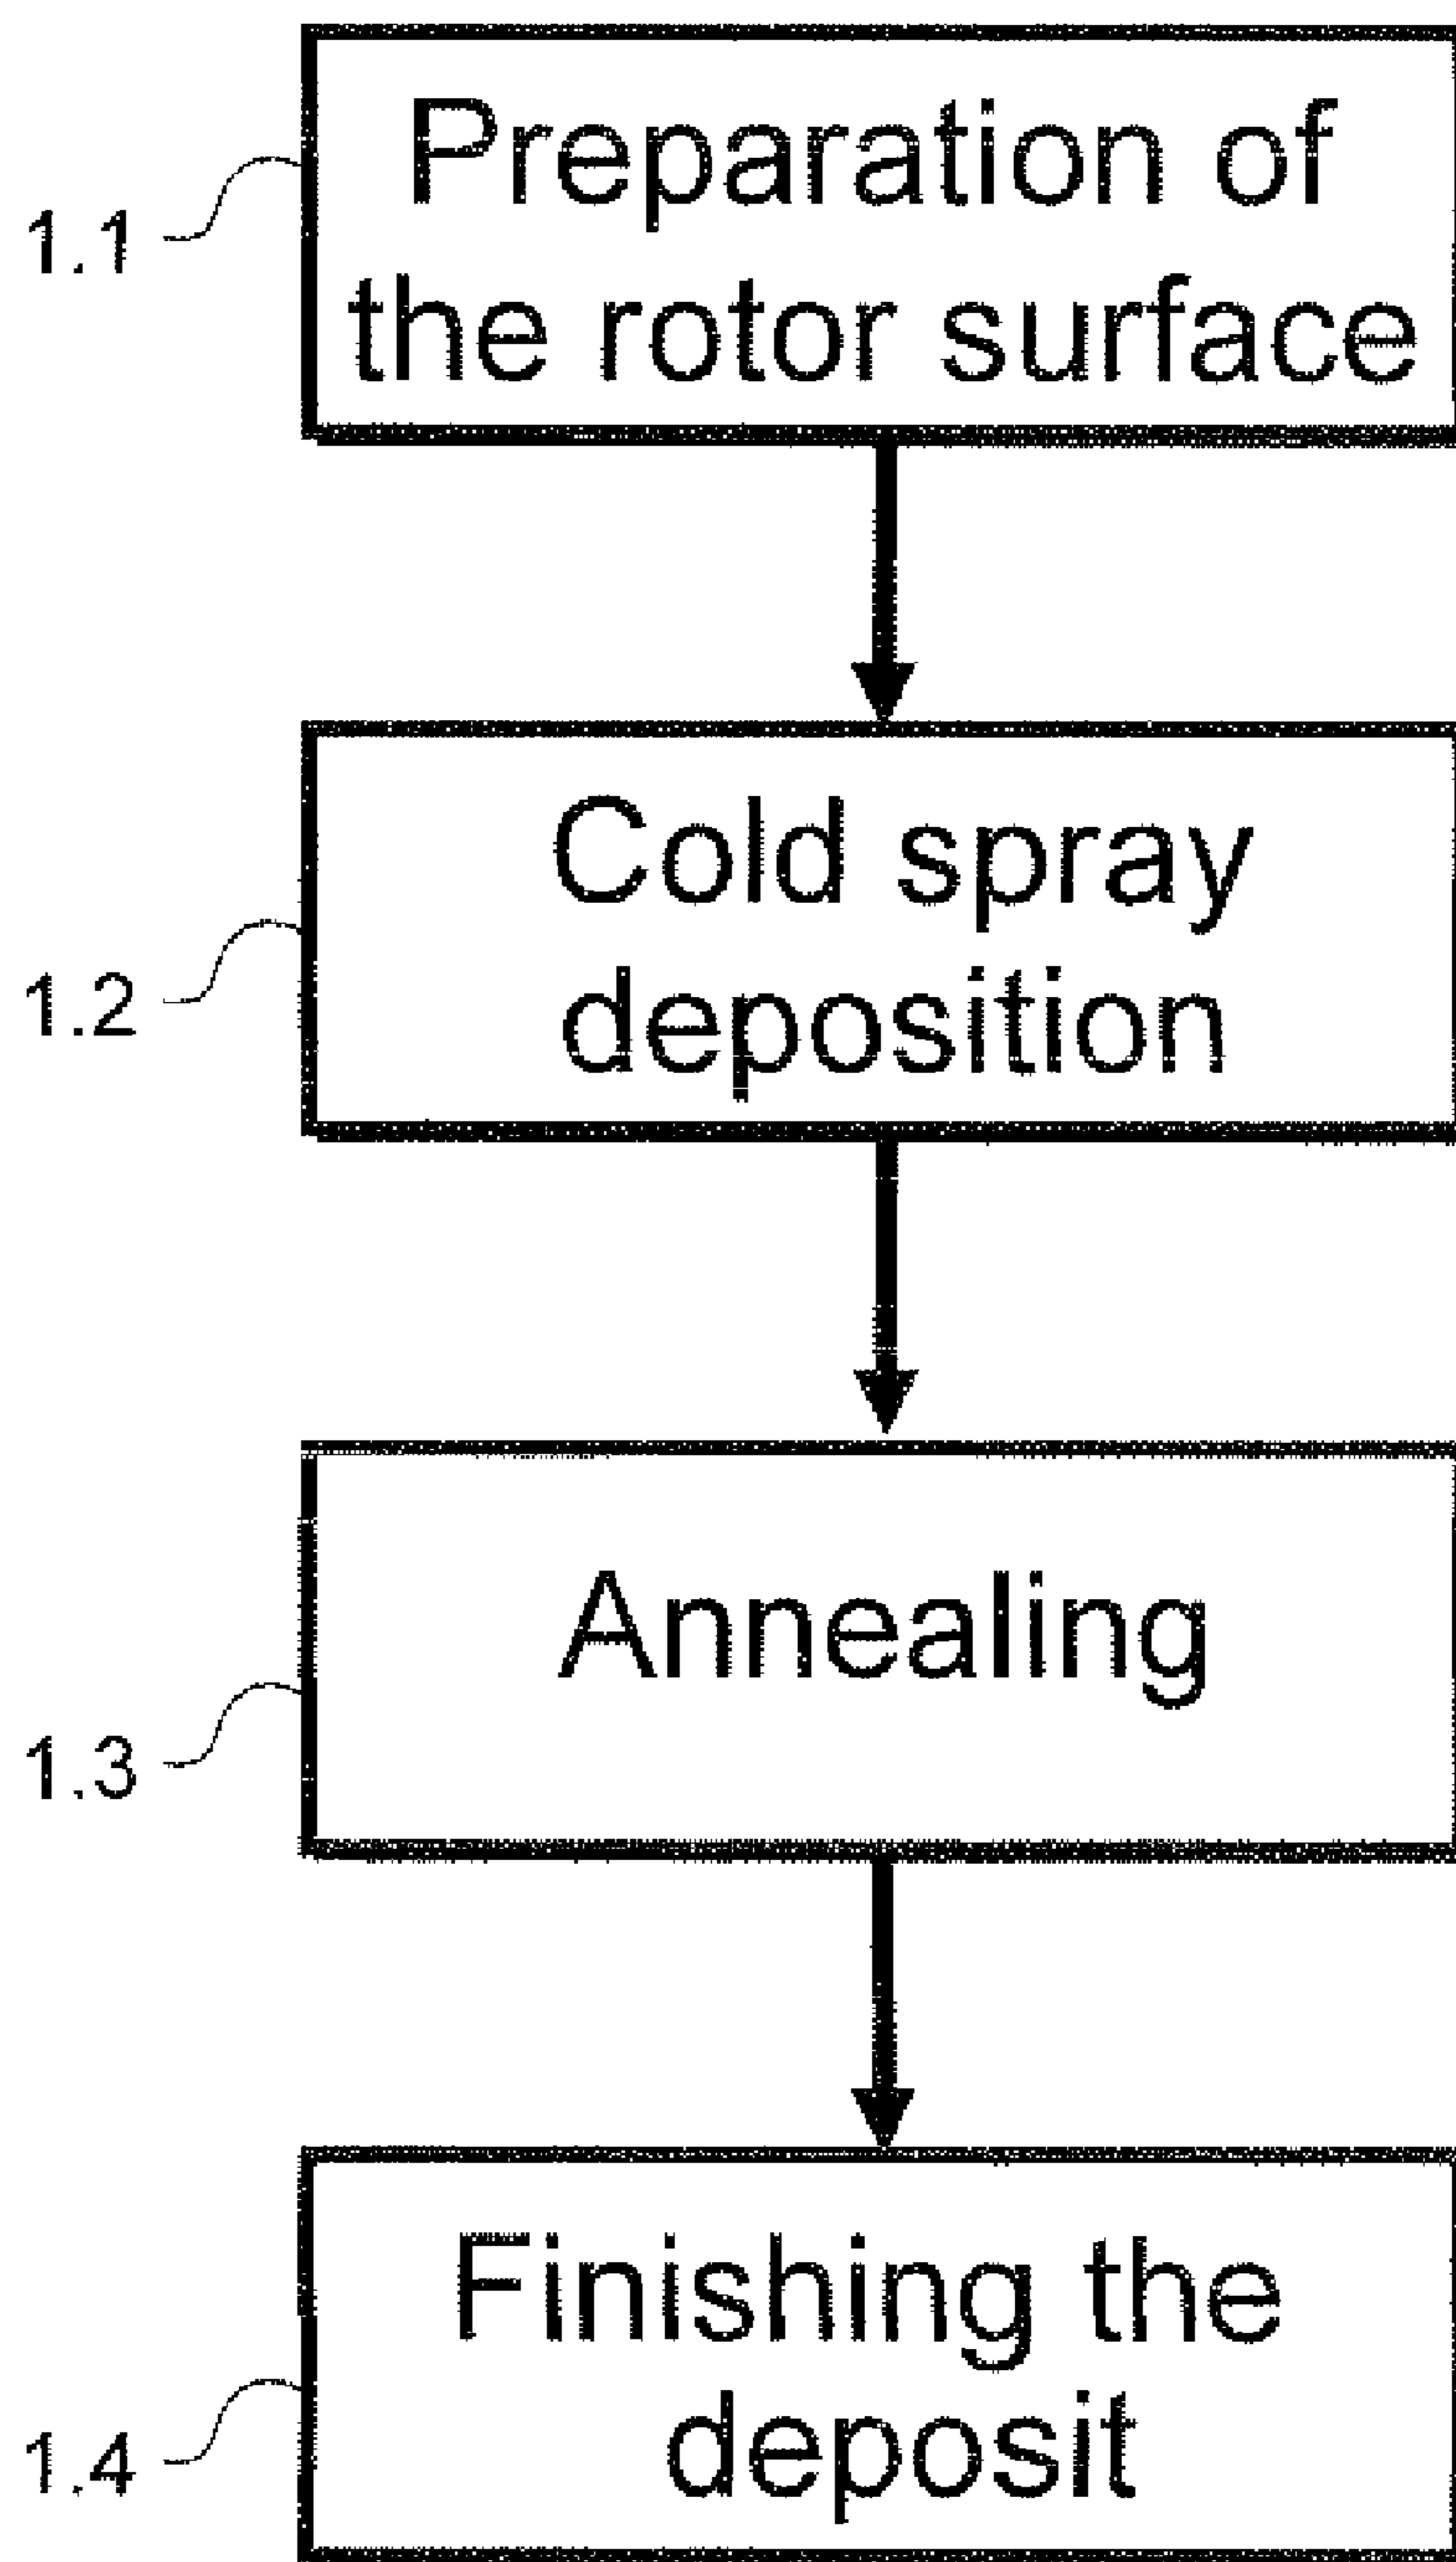 Preparation of
the rotor surface
1.1
Cold spray
deposition
1.2
Annealing
1.3
Finishing the
deposit
1.4